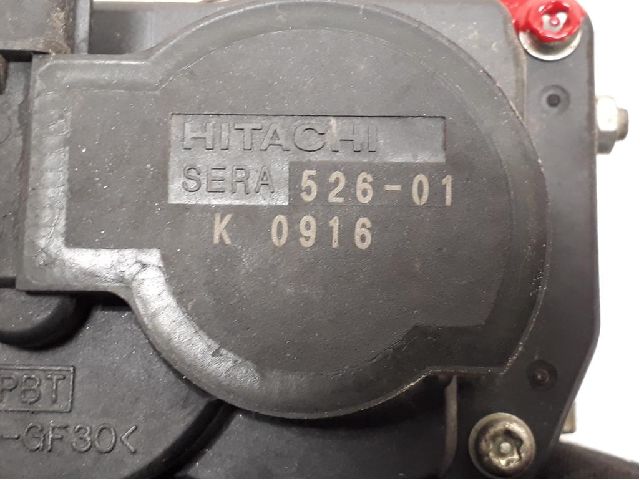 HITACHI
SERA 526-01
K 0916
PBT
-GF30<